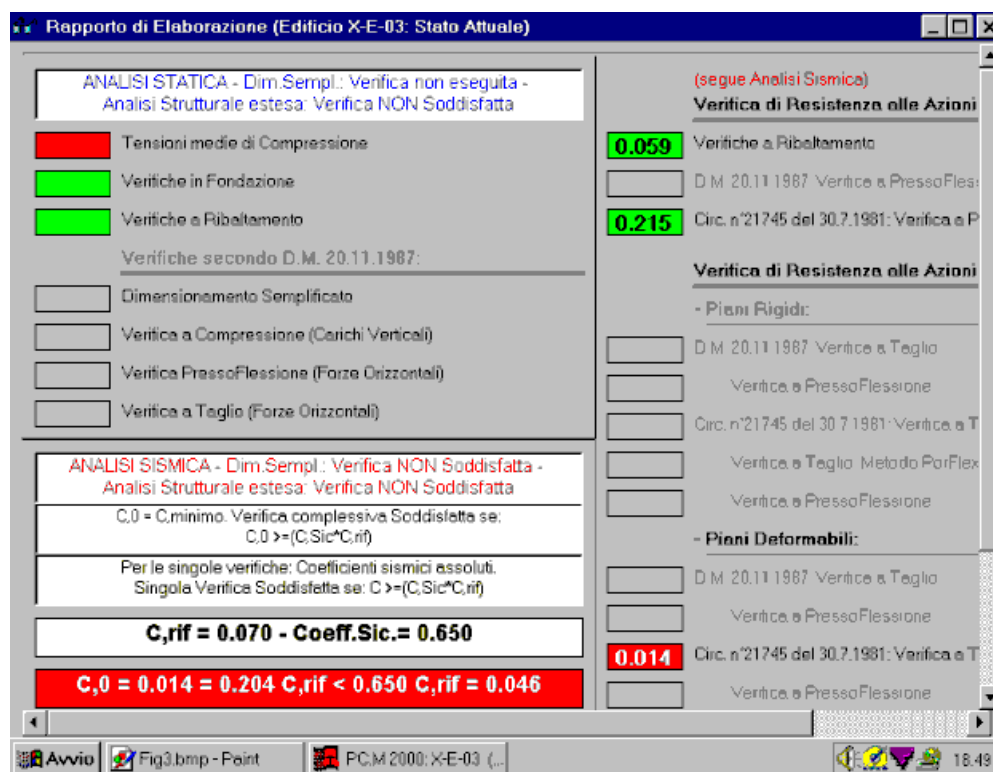 Rapporto di Elaborazione (Edificio X-E-03: Stato Attuale)
ANALISI STATICA - Dim.Sempl.: Verifica non eseguita -
Analisi Strutturale estesa: Verifica NON Soddisfatta
Tensioni medie di Compressione
Verifiche in Fondazione
Verifiche a Ribaltamento
Verifiche secondo D.M. 20.11.1987:
Dimensionamento Semplificato
Verifica a Compressione (Carichi Verticali)
Verifica PressoFlessione (Forze Orizzontali)
Verifica a Taglio (Forze Orizzontali)
ANALISI SISMICA - Dim.Sempl.: Verifica NON Soddisfatta -
Analisi Strutturale estesa: Verifica NON Soddisfatta
C,0 = C,minimo. Verifica complessiva Soddisfatta se:
C,0 >=(C,Sic*C,rif)
Per le singole verifiche: Coefficienti sismici assoluti.
Singola Verifica Soddisfatta se: C >=(C,Sic*C,rif)
C,rif = 0.070 - Coeff.Sic.= 0.650
C,0 = 0.014 = 0.204 C,rif < 0.650 C,rif = 0.046
(segue Analisi Sismica)
Verifica di Resistenza alle Azioni
0.059 Verifiche a Ribaltamento
D.M. 20.11.1987 Verifica a PressoFles
0.215 Circ. n°21745 del 30.7.1981: Verifica a P
Verifica di Resistenza alle Azioni
- Piani Rigidi:
D.M. 20.11.1987 Verifica a Taglio
Verifica a PressoFlessione
Circ. n°21745 del 30.7.1981: Verifica a T
Verifica a Taglio Metodo PorFlex
Verifica a PressoFlessione
- Piani Deformabili:
D.M. 20.11.1987 Verifica a Taglio
Verifica a PressoFlessione
0.014 Circ. n°21745 del 30.7.1981: Verifica a T
Verifica a PressoFlessione
Avvio
Fig3.bmp - Paint
PC.M 2000: X-E-03 (...
18.49